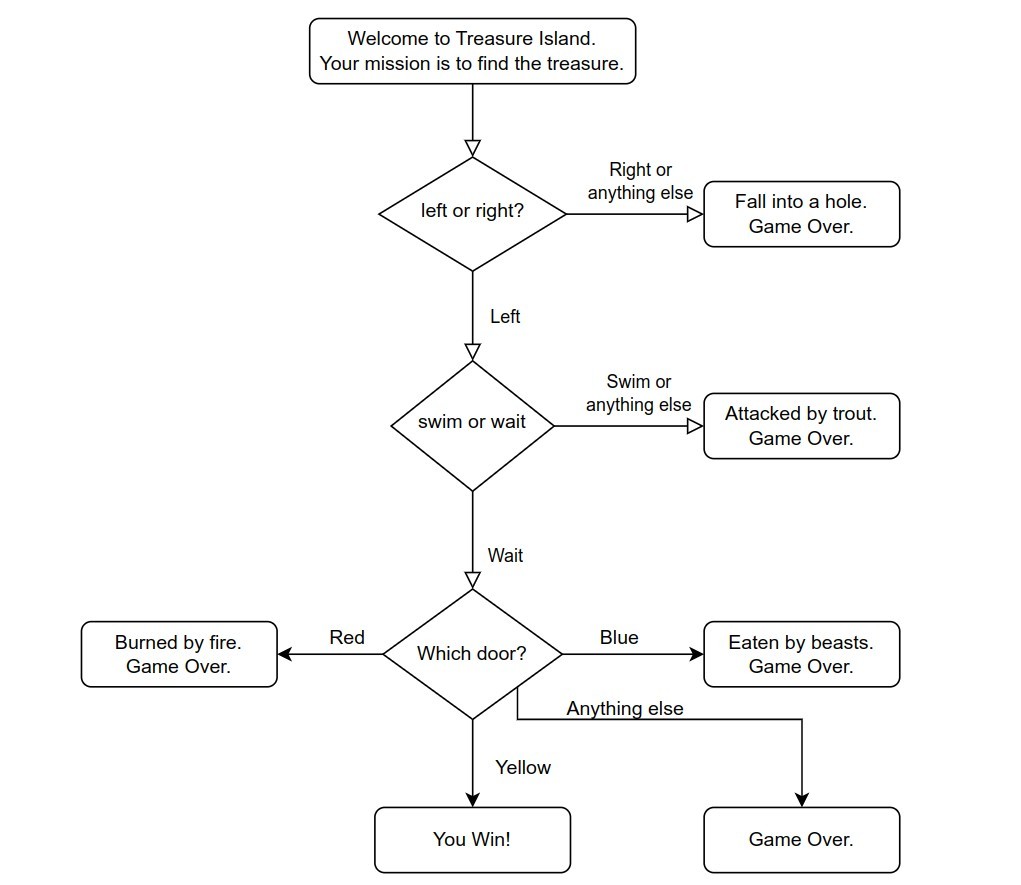 Welcome to Treasure Island.
Your mission is to find the treasure.
Right or
anything else
left or right?
Fall into a hole.
Game Over.
Left
Swim or
anything else
swim or wait
Attacked by trout.
Game Over.
Wait
Burned by fire.
Game Over.
Red
Which door?
Blue
Eaten by beasts.
Game Over.
Anything else
Yellow
You Win!
Game Over.